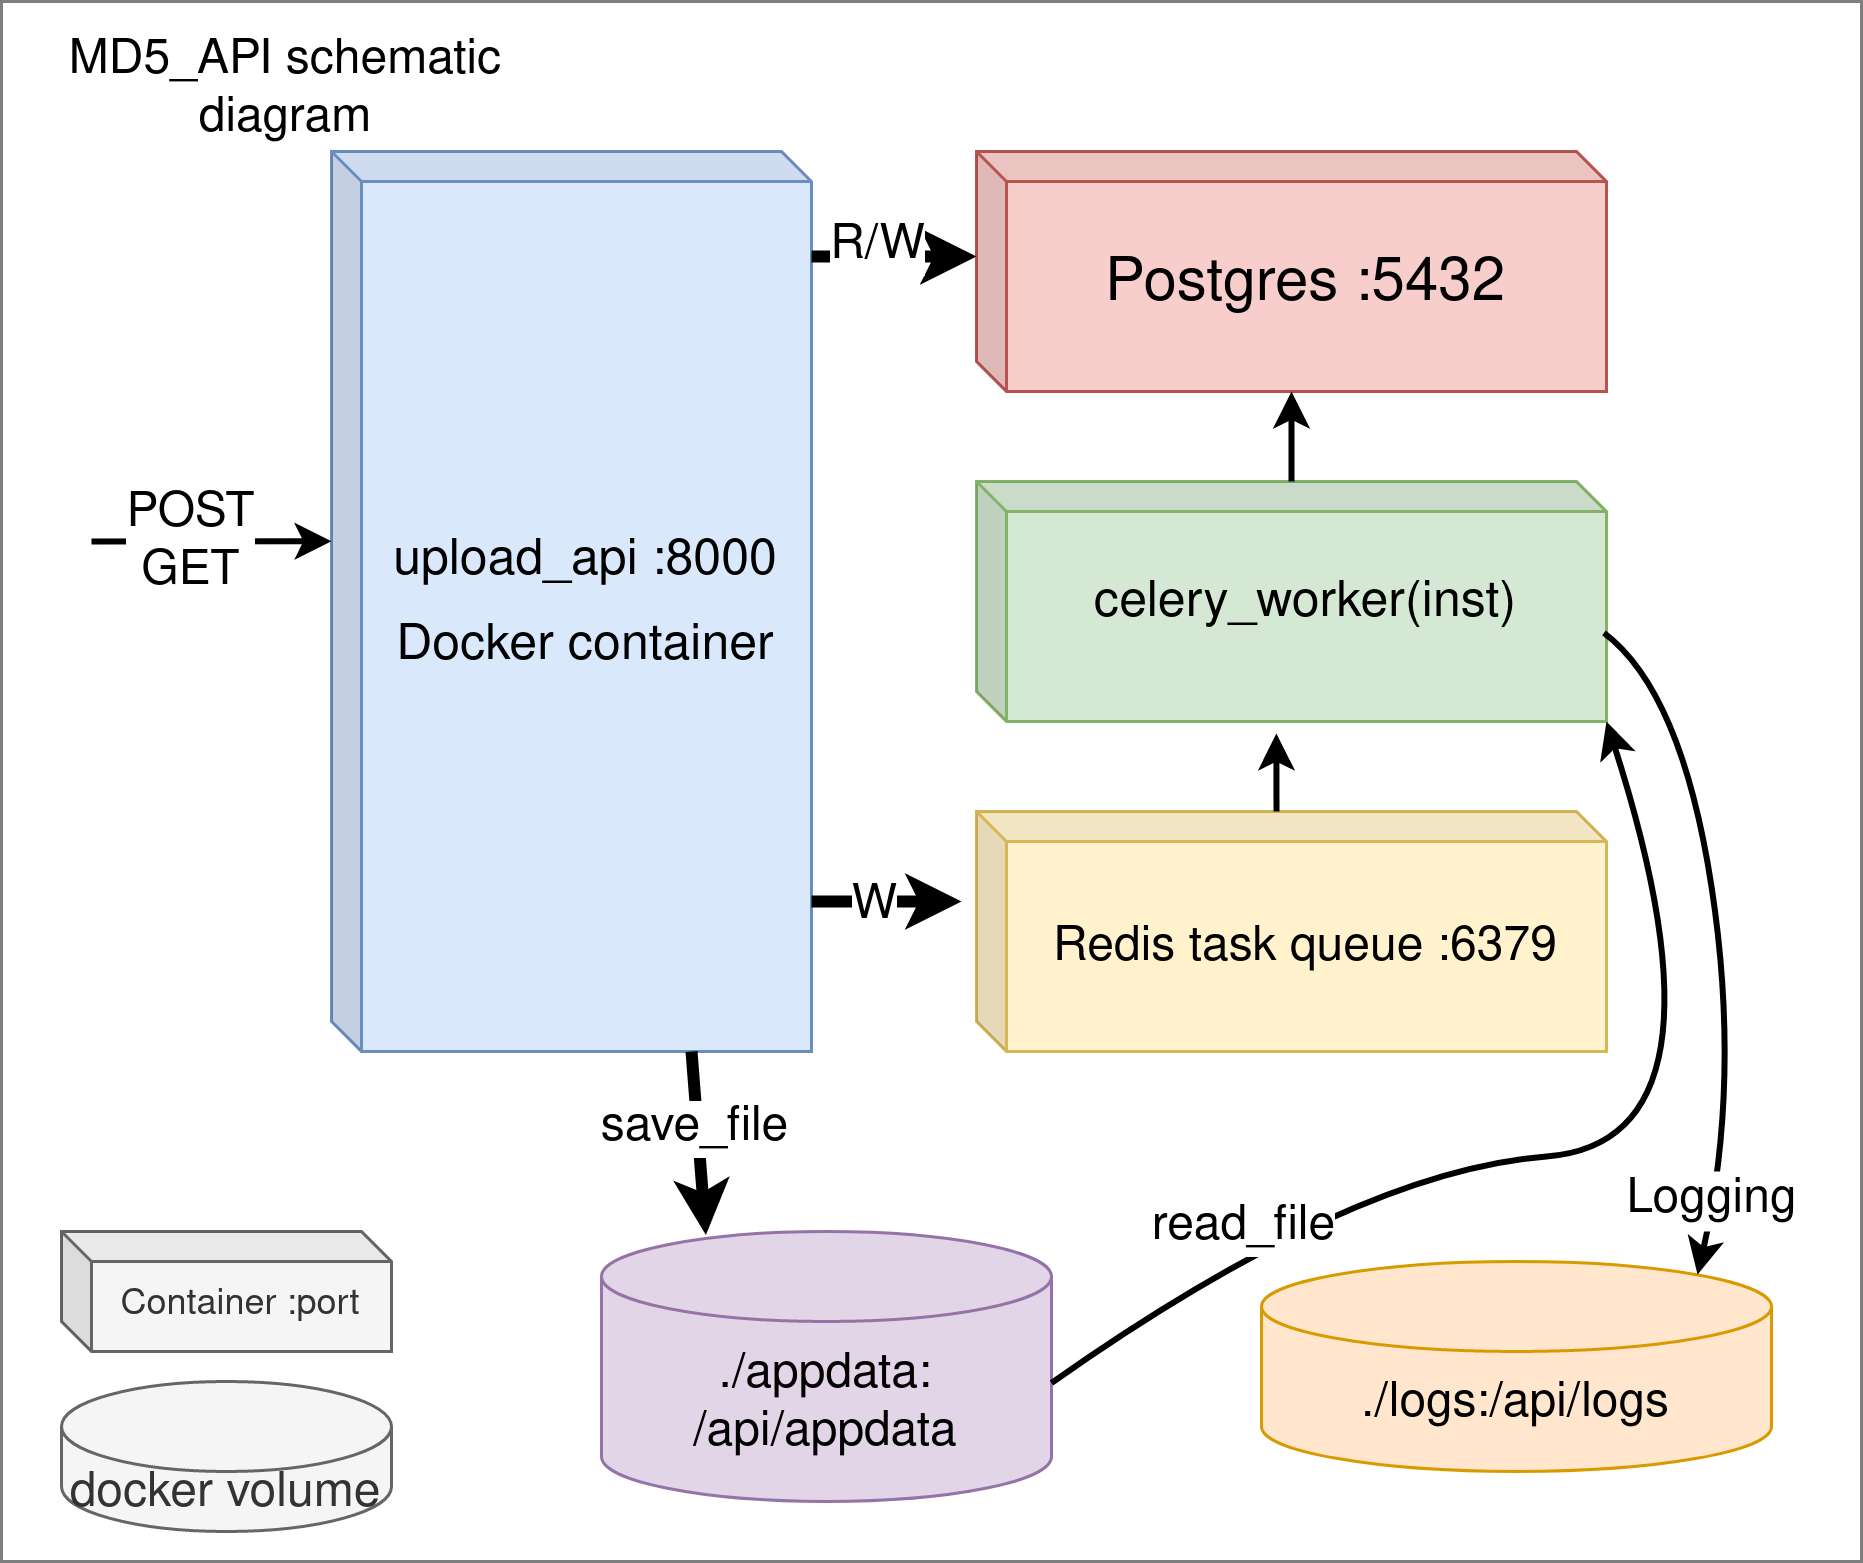 MD5_API schematic
diagram
R/W
Postgres :5432
POST
GET
upload_api :8000
Docker container
celery_worker(inst)
W
Redis task queue :6379
save_file
read_file
Logging
Container :port
./appdata:
/api/appdata
./logs:/api/logs
docker volume